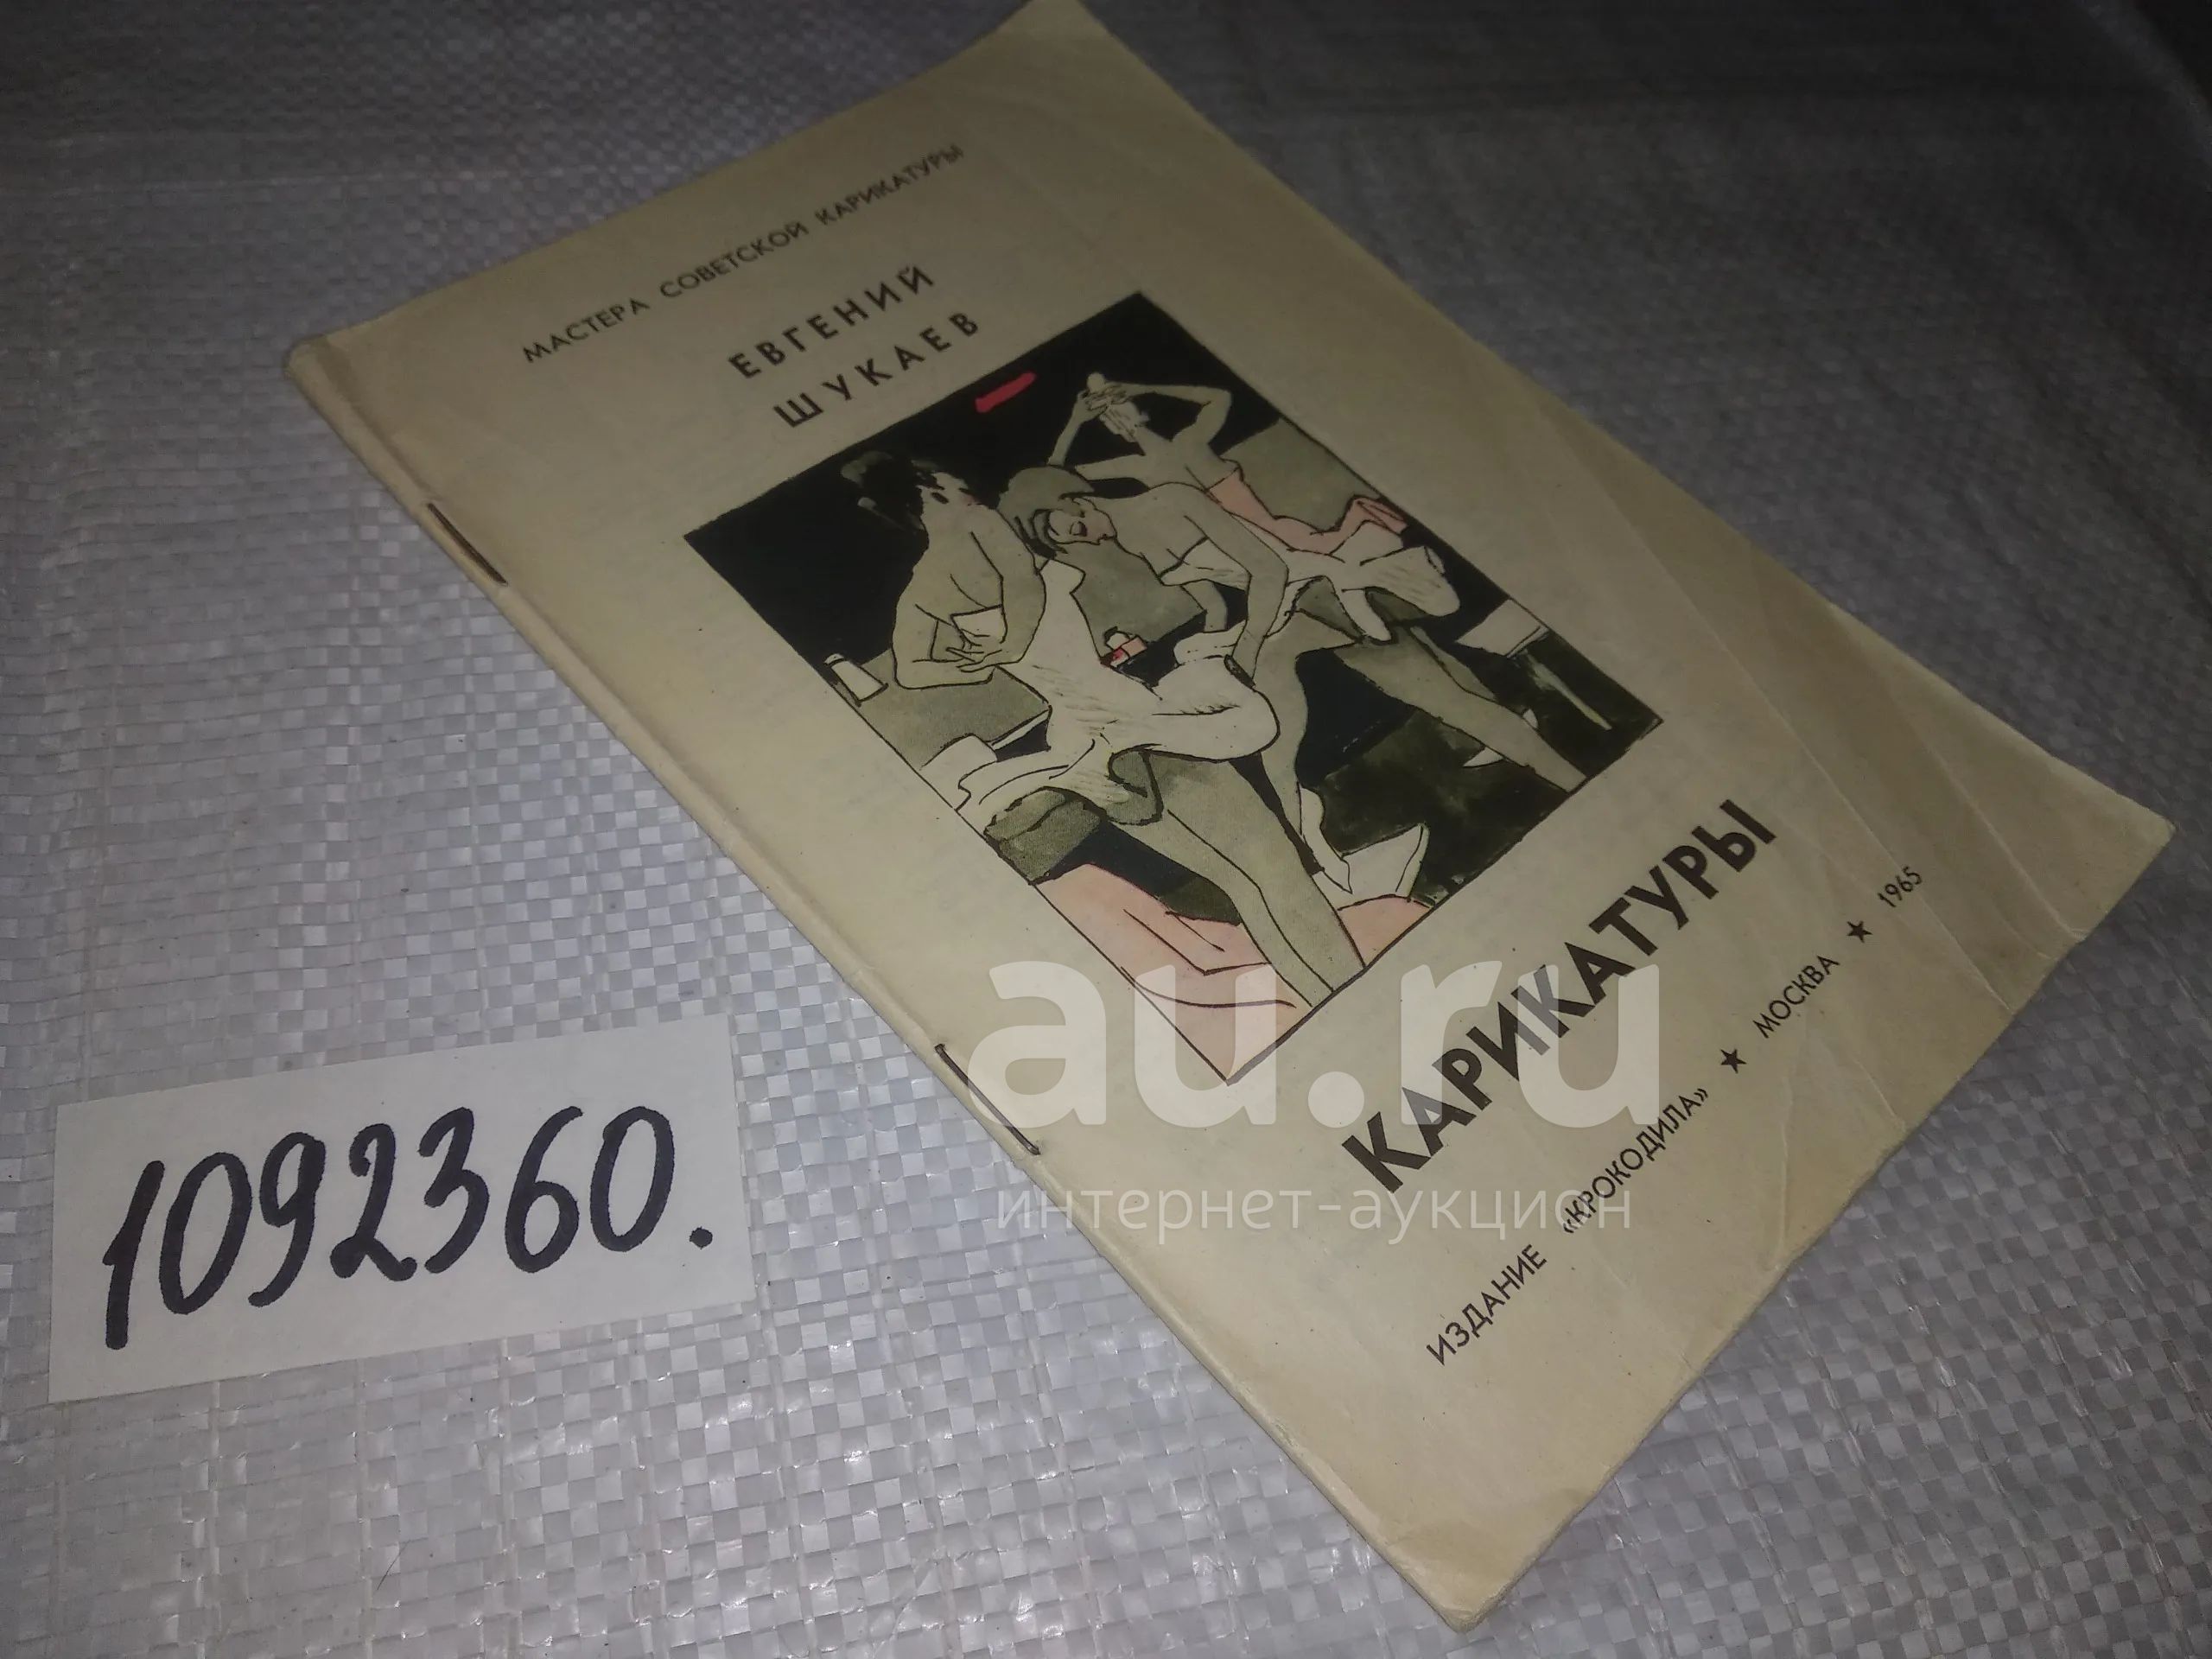 МАСТЕРА СОВЕТСКОЙ КАРИКАТУРЫ
ЕВГЕНИЙ
ШУКАЕВ
КАРИКАТУРЫ
ИЗДАНИЕ «КРОКОДИЛА» ★ МОСКВА ★ 1965
1092360.
au.ru
интернет-аукцион